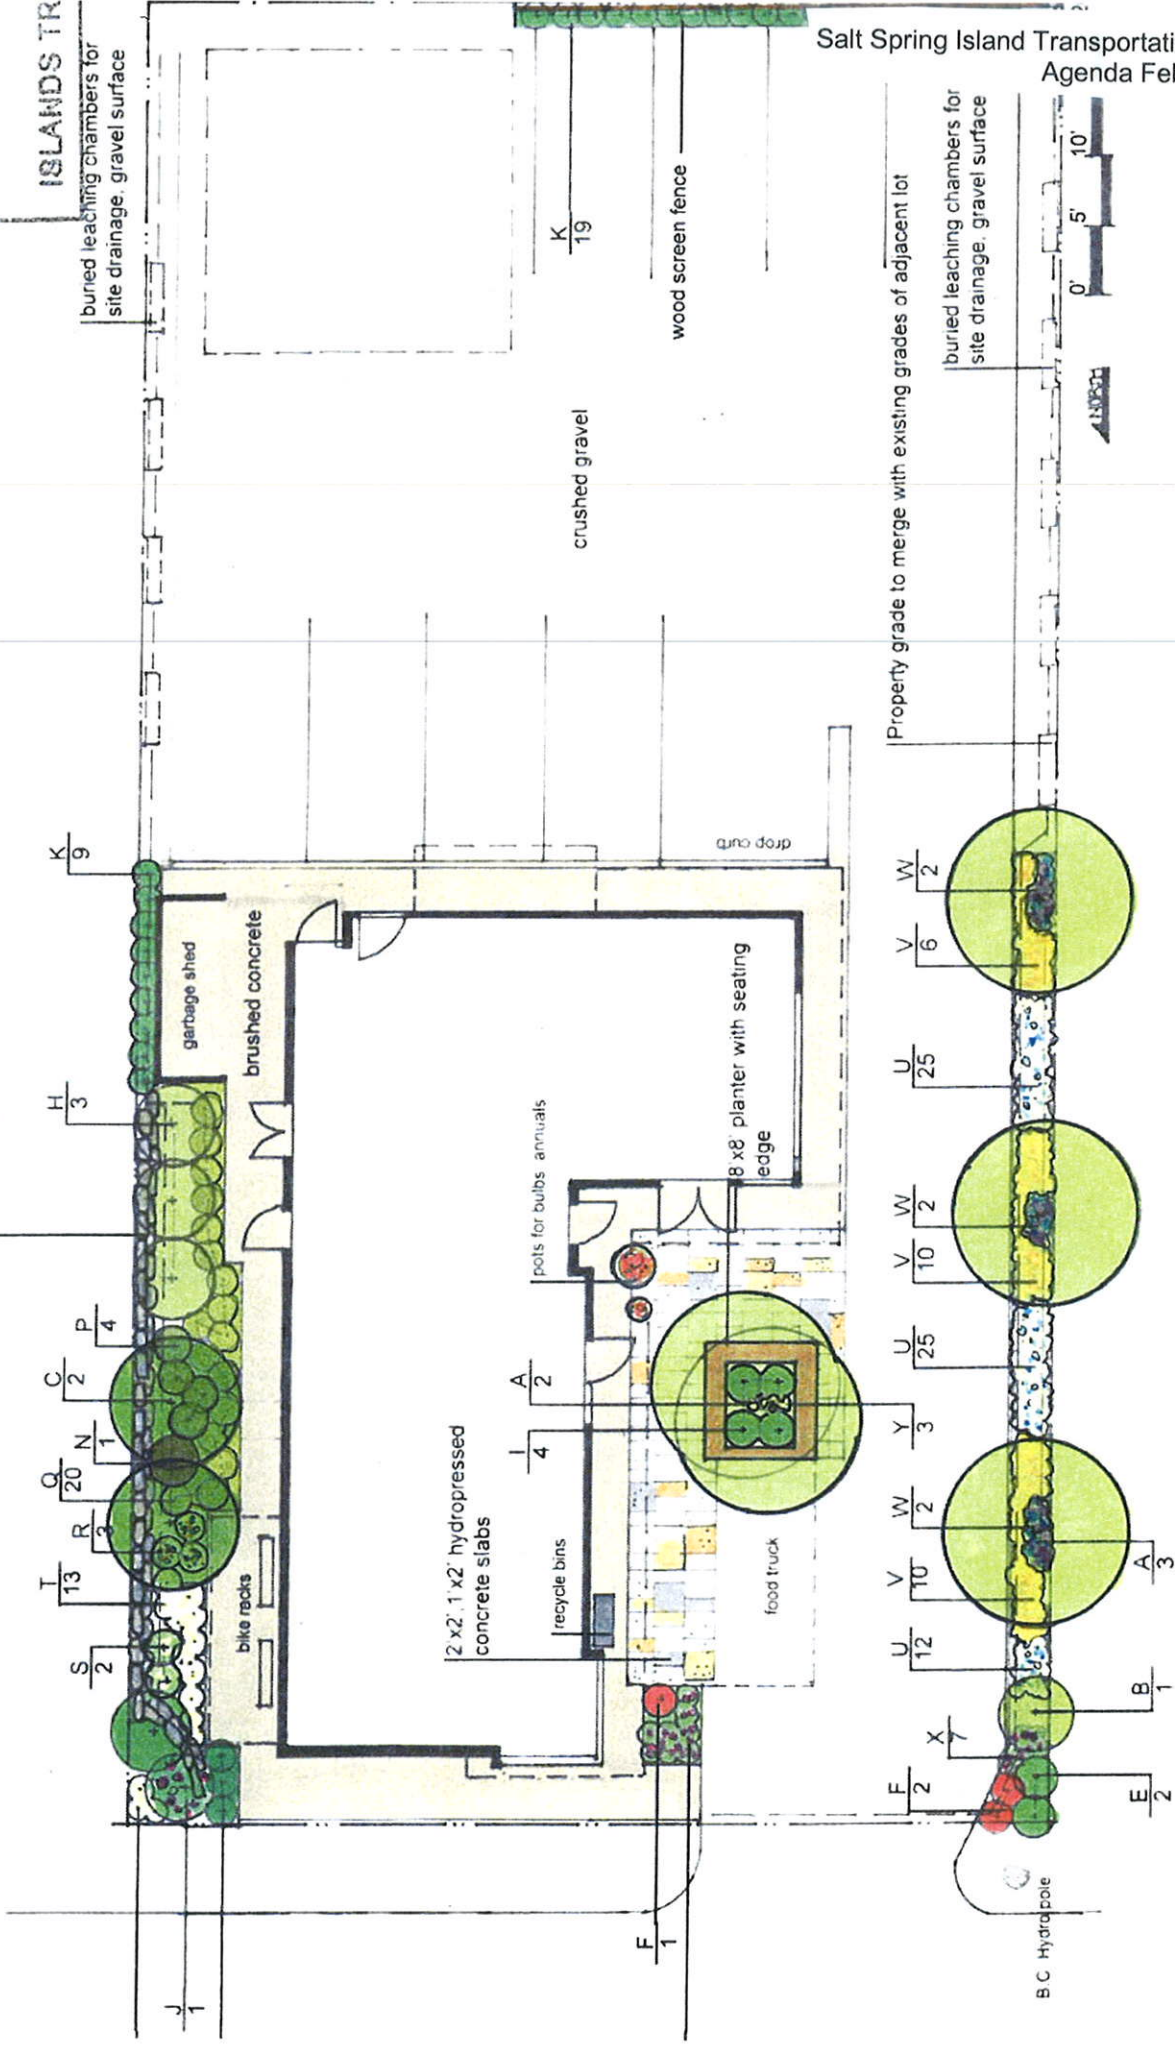 ISLANDS TR
buried leaching chambers for
site drainage, gravel surface
Salt Spring Island Transportati
Agenda Fel
K
19
wood screen fence
buried leaching chambers for
site drainage, gravel surface
0' 5' 10'
NORTH
Property grade to merge with existing grades of adjacent lot
crushed gravel
drop curb
K
9
garbage shed
brushed concrete
H
3
P
4
C
2
N
1
Q
20
R
3
T
13
S
2
bike racks
J
1
pots for bulbs annuals
8'x8' planter with seating
edge
A
2
I
4
Y
3
2'x2', 1'x2' hydropressed
concrete slabs
recycle bins
food truck
F
1
W
2
V
6
U
25
W
2
V
10
U
25
W
2
V
10
A
3
U
12
B
1
X
7
F
2
E
2
B.C. Hydro pole